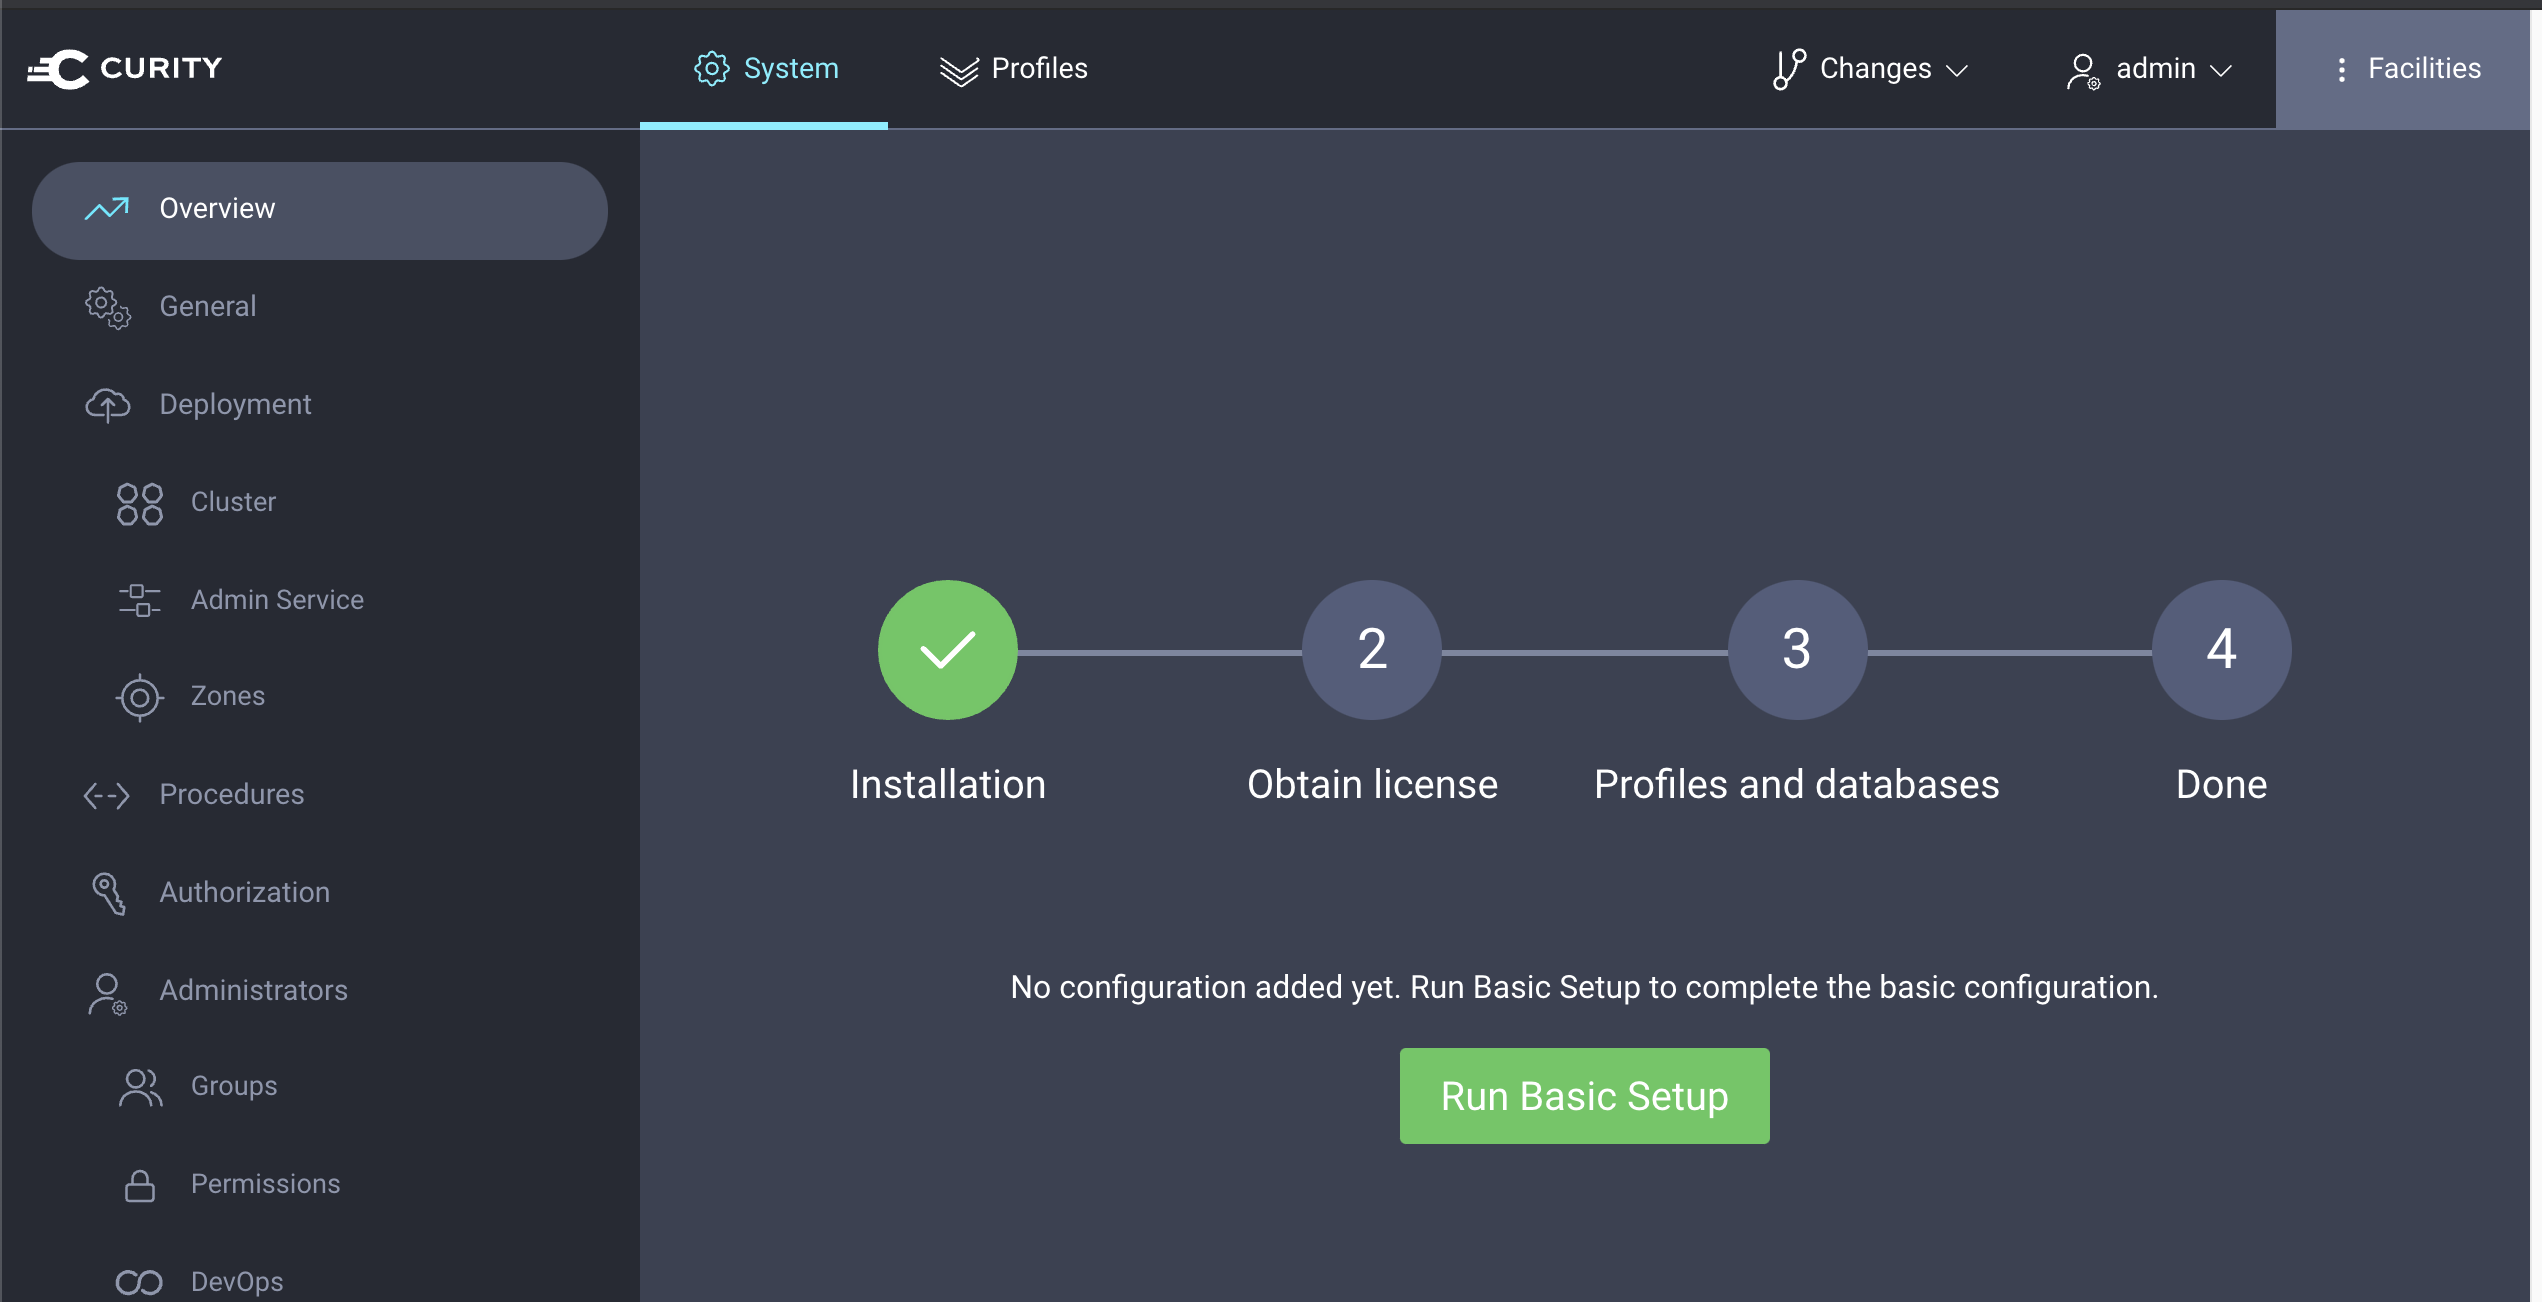 CURITY
System
Profiles
Changes
admin
Facilities
Overview
General
Deployment
Cluster
Admin Service
Zones
Procedures
Authorization
Administrators
Groups
Permissions
DevOps
2
3
4
Installation
Obtain license
Profiles and databases
Done
No configuration added yet. Run Basic Setup to complete the basic configuration.
Run Basic Setup